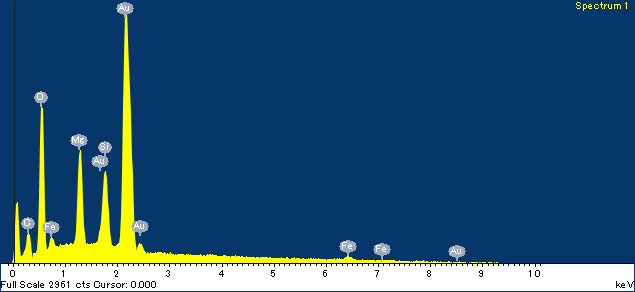 Spectrum 1
Au
O
Mg
Si
Au
C
Fe
Au
Fe
Fe
Au
0 1 2 3 4 5 6 7 8 9 10
Full Scale 2961 cts Cursor: 0.000 keV